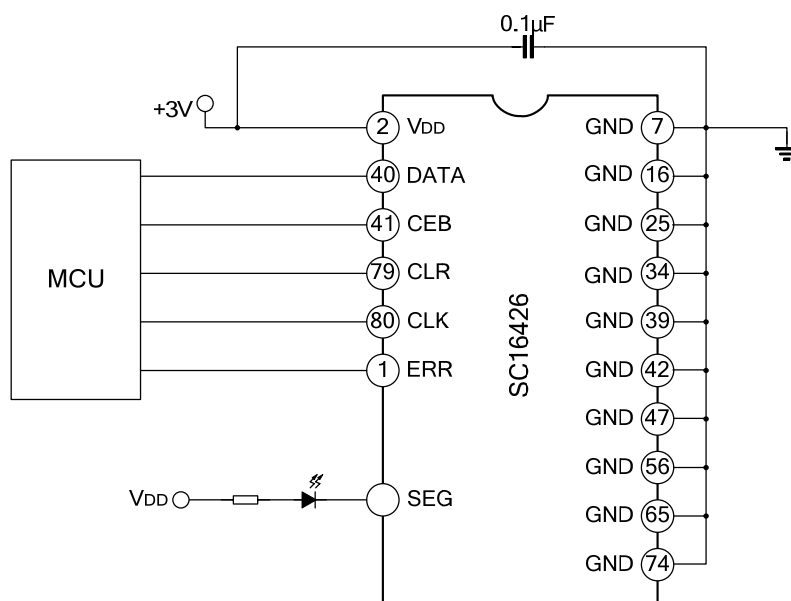 0.1µF
+3V
2 VDD
GND 7
40 DATA
GND 16
41 CEB
GND 25
MCU
79 CLR
GND 34
80 CLK
GND 39
SC16426
1 ERR
GND 42
GND 47
GND 56
VDD
SEG
GND 65
GND 74